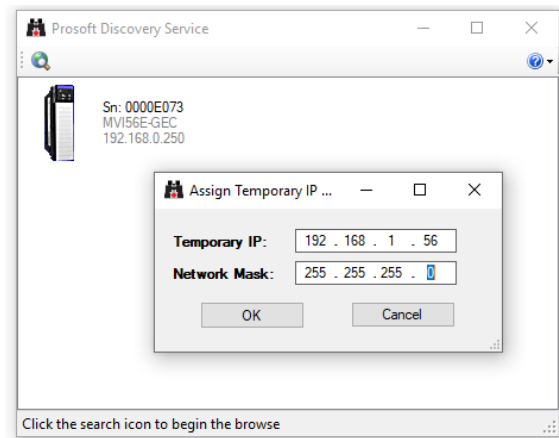 Prosoft Discovery Service
Sn: 0000E073
MVI56E-GEC
192.168.0.250
Assign Temporary IP ...
Temporary IP: 192 . 168 . 1 . 56
Network Mask: 255 . 255 . 255 . 0
OK Cancel
Click the search icon to begin the browse